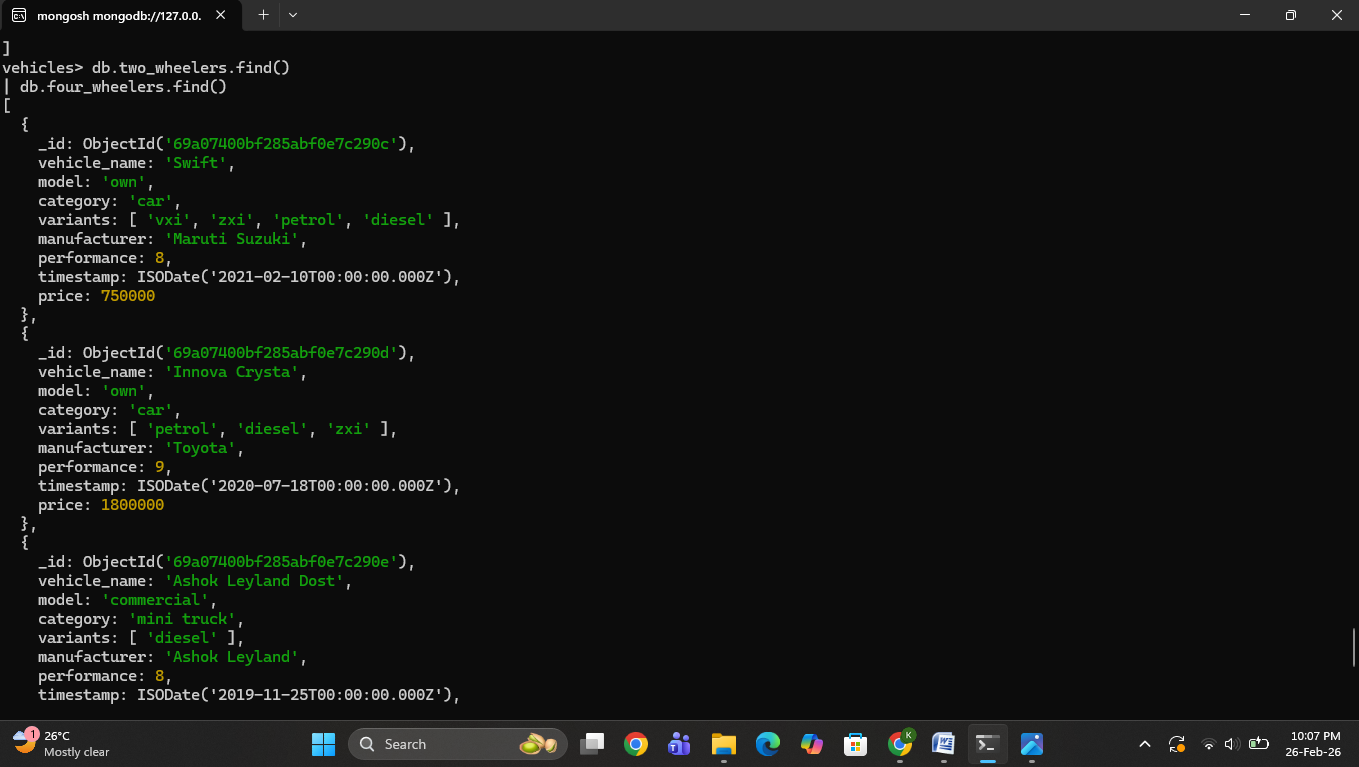 mongosh mongodb://127.0.0.
]
vehicles> db.two_wheelers.find()
| db.four_wheelers.find()
[
  {
    _id: ObjectId('69a07400bf285abf0e7c290c'),
    vehicle_name: 'Swift',
    model: 'own',
    category: 'car',
    variants: [ 'vxi', 'zxi', 'petrol', 'diesel' ],
    manufacturer: 'Maruti Suzuki',
    performance: 8,
    timestamp: ISODate('2021-02-10T00:00:00.000Z'),
    price: 750000
  },
  {
    _id: ObjectId('69a07400bf285abf0e7c290d'),
    vehicle_name: 'Innova Crysta',
    model: 'own',
    category: 'car',
    variants: [ 'petrol', 'diesel', 'zxi' ],
    manufacturer: 'Toyota',
    performance: 9,
    timestamp: ISODate('2020-07-18T00:00:00.000Z'),
    price: 1800000
  },
  {
    _id: ObjectId('69a07400bf285abf0e7c290e'),
    vehicle_name: 'Ashok Leyland Dost',
    model: 'commercial',
    category: 'mini truck',
    variants: [ 'diesel' ],
    manufacturer: 'Ashok Leyland',
    performance: 8,
    timestamp: ISODate('2019-11-25T00:00:00.000Z'),
1
26°C
Mostly clear
Search
K
10:07 PM
26-Feb-26